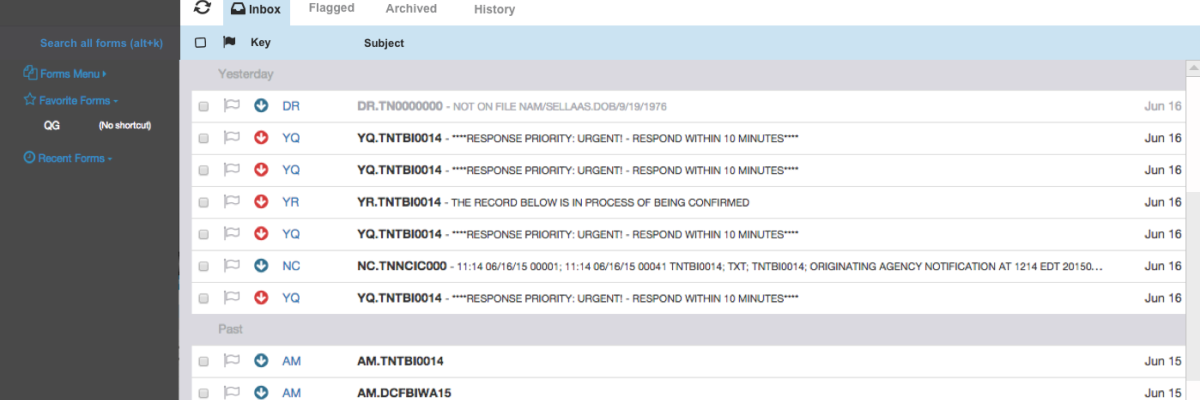 Inbox Flagged Archived History
Search all forms (alt+k)
Key Subject
Forms Menu
Favorite Forms
QG (No shortcut)
Recent Forms
Yesterday
DR DR.TN0000000 - NOT ON FILE NAM/SELLAAS.DOB/9/19/1976 Jun 16
YQ YQ.TNTBI0014 - ****RESPONSE PRIORITY: URGENT! - RESPOND WITHIN 10 MINUTES**** Jun 16
YQ YQ.TNTBI0014 - ****RESPONSE PRIORITY: URGENT! - RESPOND WITHIN 10 MINUTES**** Jun 16
YR YR.TNTBI0014 - THE RECORD BELOW IS IN PROCESS OF BEING CONFIRMED Jun 16
YQ YQ.TNTBI0014 - ****RESPONSE PRIORITY: URGENT! - RESPOND WITHIN 10 MINUTES**** Jun 16
NC NC.TNNCIC000 - 11:14 06/16/15 00001; 11:14 06/16/15 00041 TNTBI0014; TXT; TNTBI0014; ORIGINATING AGENCY NOTIFICATION AT 1214 EDT 20150... Jun 16
YQ YQ.TNTBI0014 - ****RESPONSE PRIORITY: URGENT! - RESPOND WITHIN 10 MINUTES**** Jun 16
Past
AM AM.TNTBI0014 Jun 15
AM AM.DCFBIWA15 Jun 15